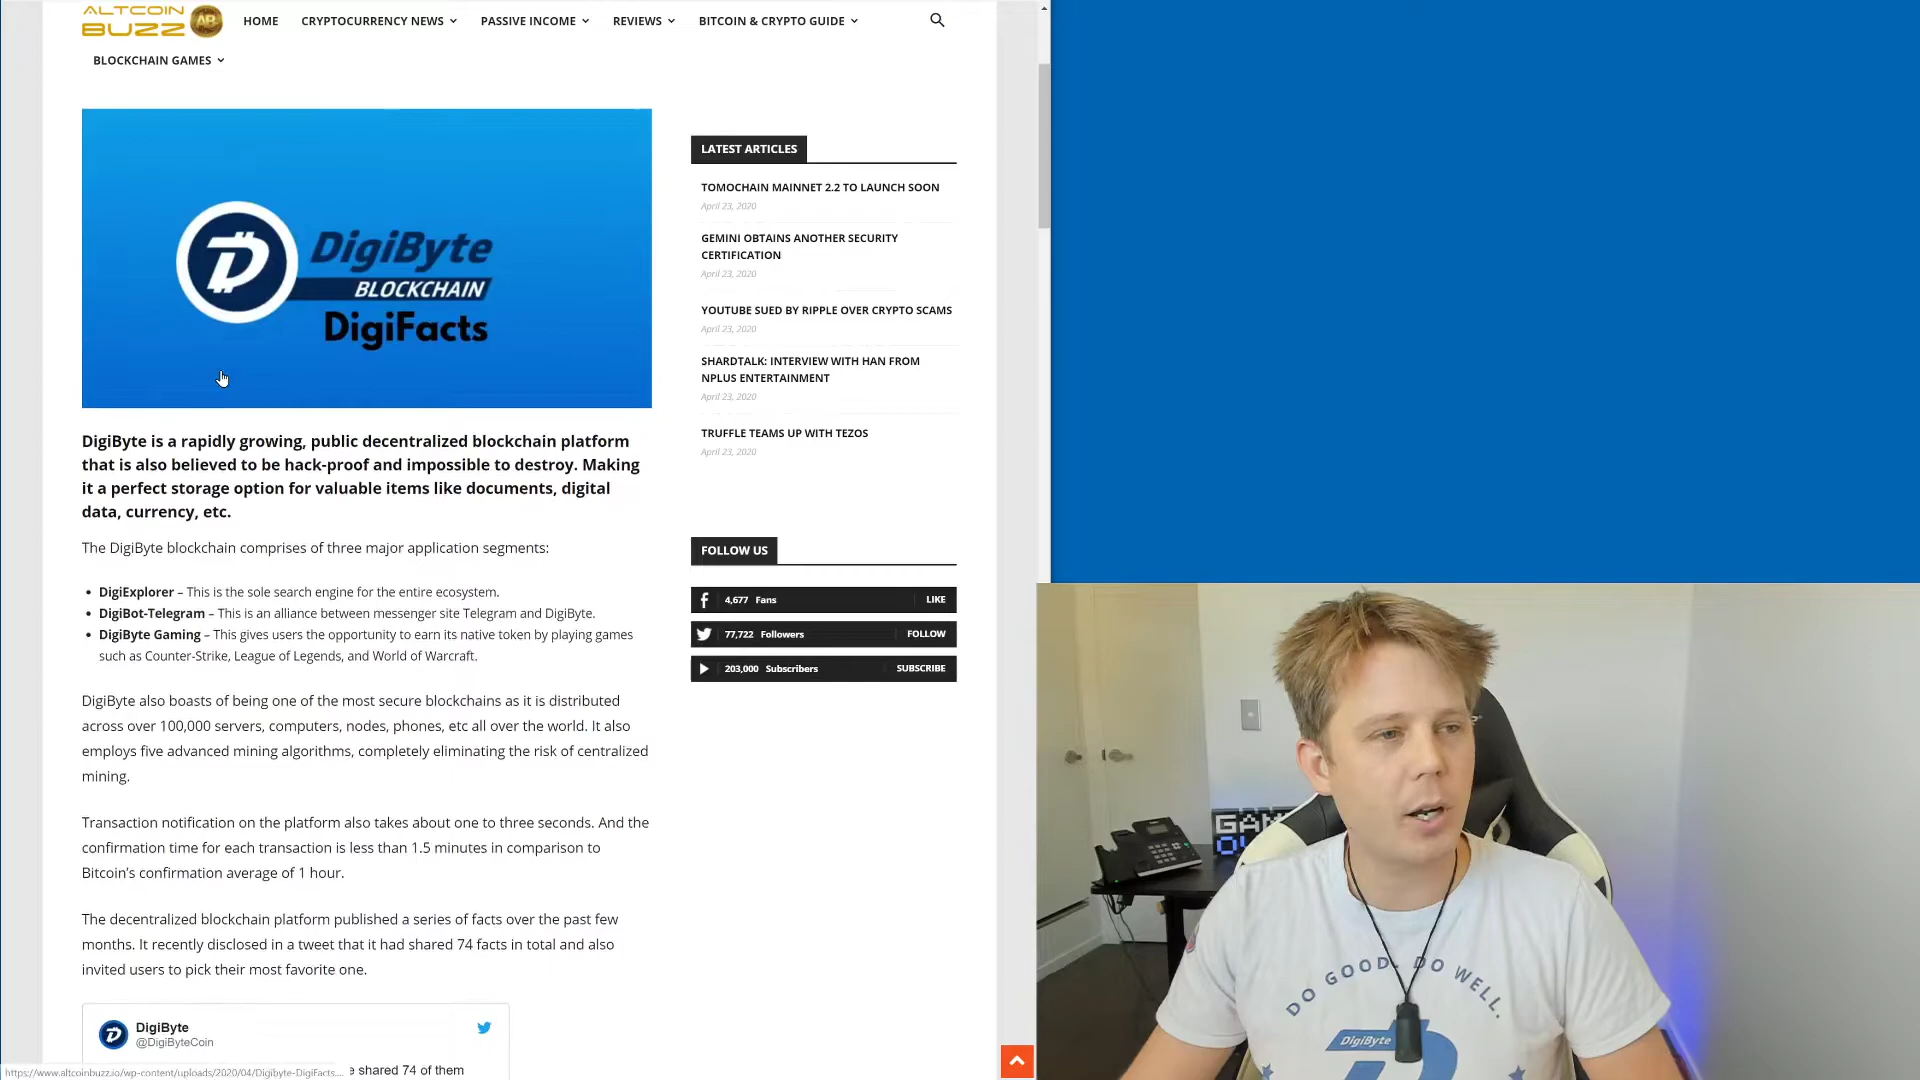 ALTCOIN
BUZZ
AB
HOME
CRYPTOCURRENCY NEWS
PASSIVE INCOME
REVIEWS
BITCOIN & CRYPTO GUIDE
BLOCKCHAIN GAMES
DigiByte
BLOCKCHAIN
DigiFacts
DigiByte is a rapidly growing, public decentralized blockchain platform
that is also believed to be hack-proof and impossible to destroy. Making
it a perfect storage option for valuable items like documents, digital
data, currency, etc.
The DigiByte blockchain comprises of three major application segments:
DigiExplorer – This is the sole search engine for the entire ecosystem.
DigiBot-Telegram – This is an alliance between messenger site Telegram and DigiByte.
DigiByte Gaming – This gives users the opportunity to earn its native token by playing games
such as Counter-Strike, League of Legends, and World of Warcraft.
DigiByte also boasts of being one of the most secure blockchains as it is distributed
across over 100,000 servers, computers, nodes, phones, etc all over the world. It also
employs five advanced mining algorithms, completely eliminating the risk of centralized
mining.
Transaction notification on the platform also takes about one to three seconds. And the
confirmation time for each transaction is less than 1.5 minutes in comparison to
Bitcoin's confirmation average of 1 hour.
The decentralized blockchain platform published a series of facts over the past few
months. It recently disclosed in a tweet that it had shared 74 facts in total and also
invited users to pick their most favorite one.
DigiByte
@DigiByteCoin
e shared 74 of them
https://www.altcoinbuzz.io/wp-content/uploads/2020/04/Digibyte-DigiFacts....
LATEST ARTICLES
TOMOCHAIN MAINNET 2.2 TO LAUNCH SOON
April 23, 2020
GEMINI OBTAINS ANOTHER SECURITY
CERTIFICATION
April 23, 2020
YOUTUBE SUED BY RIPPLE OVER CRYPTO SCAMS
April 23, 2020
SHARDTALK: INTERVIEW WITH HAN FROM
NPLUS ENTERTAINMENT
April 23, 2020
TRUFFLE TEAMS UP WITH TEZOS
April 23, 2020
FOLLOW US
4,677 Fans LIKE
77,722 Followers FOLLOW
203,000 Subscribers SUBSCRIBE
DO GOOD. DO WELL.
DigiByte